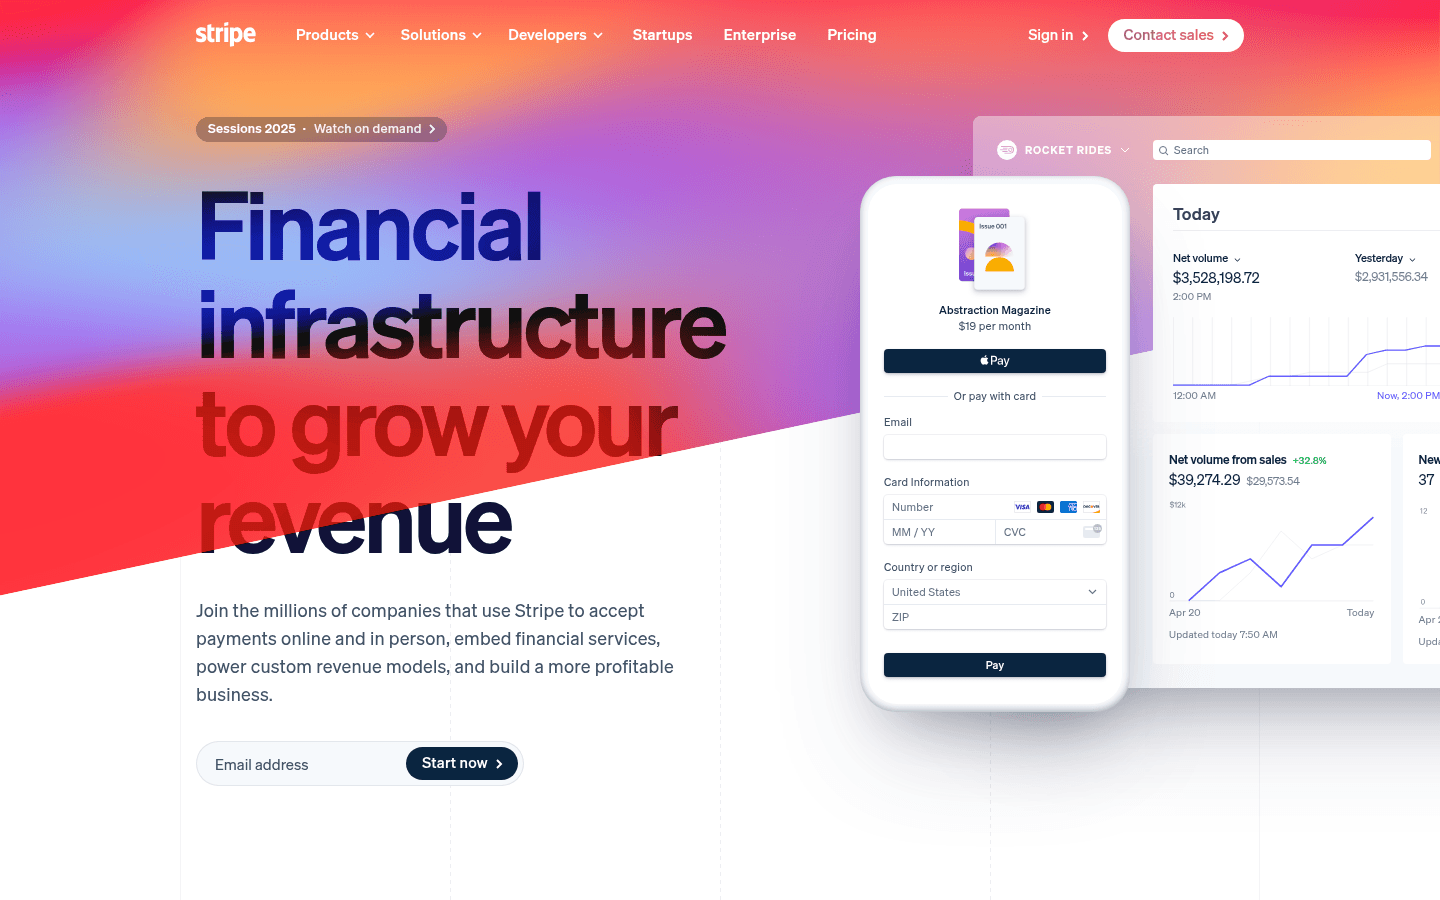 stripe
Products
Solutions
Developers
Startups
Enterprise
Pricing
Sign in
Contact sales
Sessions 2025 · Watch on demand
Financial
infrastructure
to grow your
revenue
Join the millions of companies that use Stripe to accept
payments online and in person, embed financial services,
power custom revenue models, and build a more profitable
business.
Email address
Start now
Issue 001
Abstraction Magazine
$19 per month
Pay
Or pay with card
Email
Card Information
Number
VISA
MM / YY
CVC
Country or region
United States
ZIP
Pay
ROCKET RIDES
Search
Today
Net volume
$3,528,198.72
2:00 PM
Yesterday
$2,931,556.34
12:00 AM
Now, 2:00 PM
Net volume from sales +32.8%
$39,274.29 $29,573.54
$12k
0
Apr 20
Today
Updated today 7:50 AM
New
37
12
0
Apr
Upda